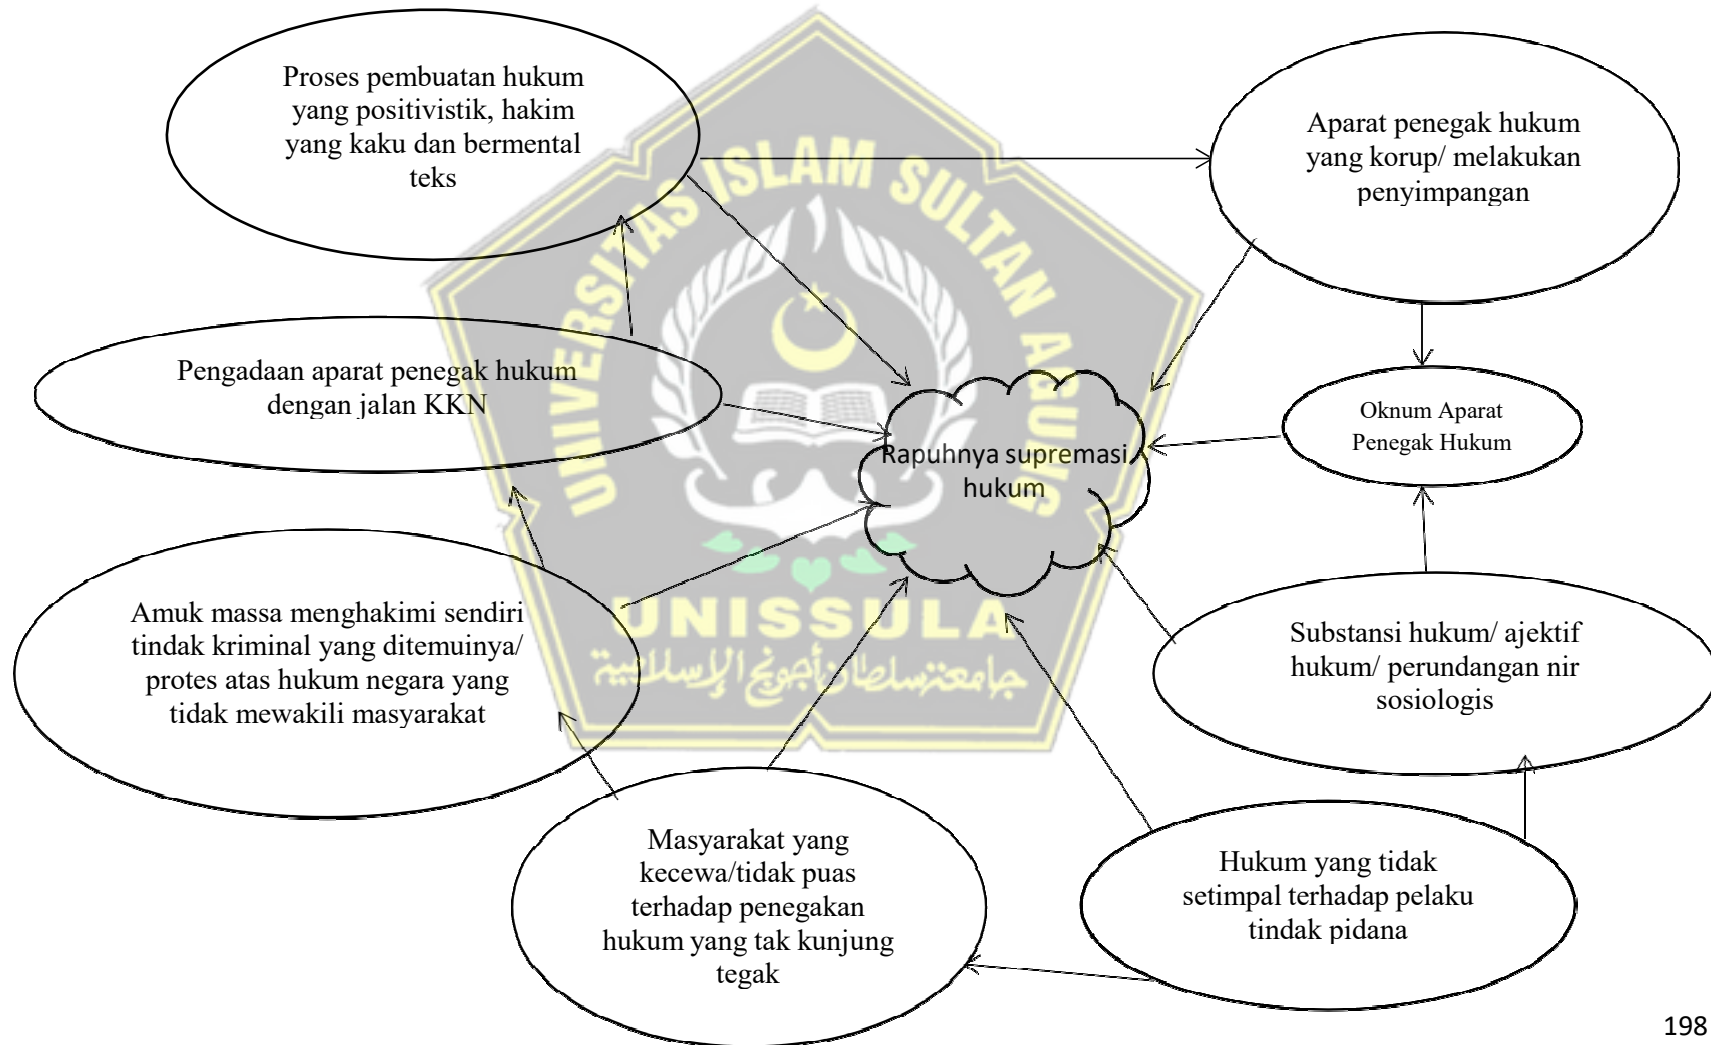 Proses pembuatan hukum
yang positivistik, hakim
yang kaku dan bermental
teks
Aparat penegak hukum
yang korup/ melakukan
penyimpangan
UNIVERSITAS ISLAM SULTAN AGUNG
Pengadaan aparat penegak hukum
dengan jalan KKN
Oknum Aparat
Penegak Hukum
Rapuhnya supremasi
hukum
Amuk massa menghakimi sendiri
tindak kriminal yang ditemuinya/
protes atas hukum negara yang
tidak mewakili masyarakat
UNISSULA
جامعة سلطان أجونج الإسلامية
Substansi hukum/ ajektif
hukum/ perundangan nir
sosiologis
Masyarakat yang
kecewa/tidak puas
terhadap penegakan
hukum yang tak kunjung
tegak
Hukum yang tidak
setimpal terhadap pelaku
tindak pidana
198